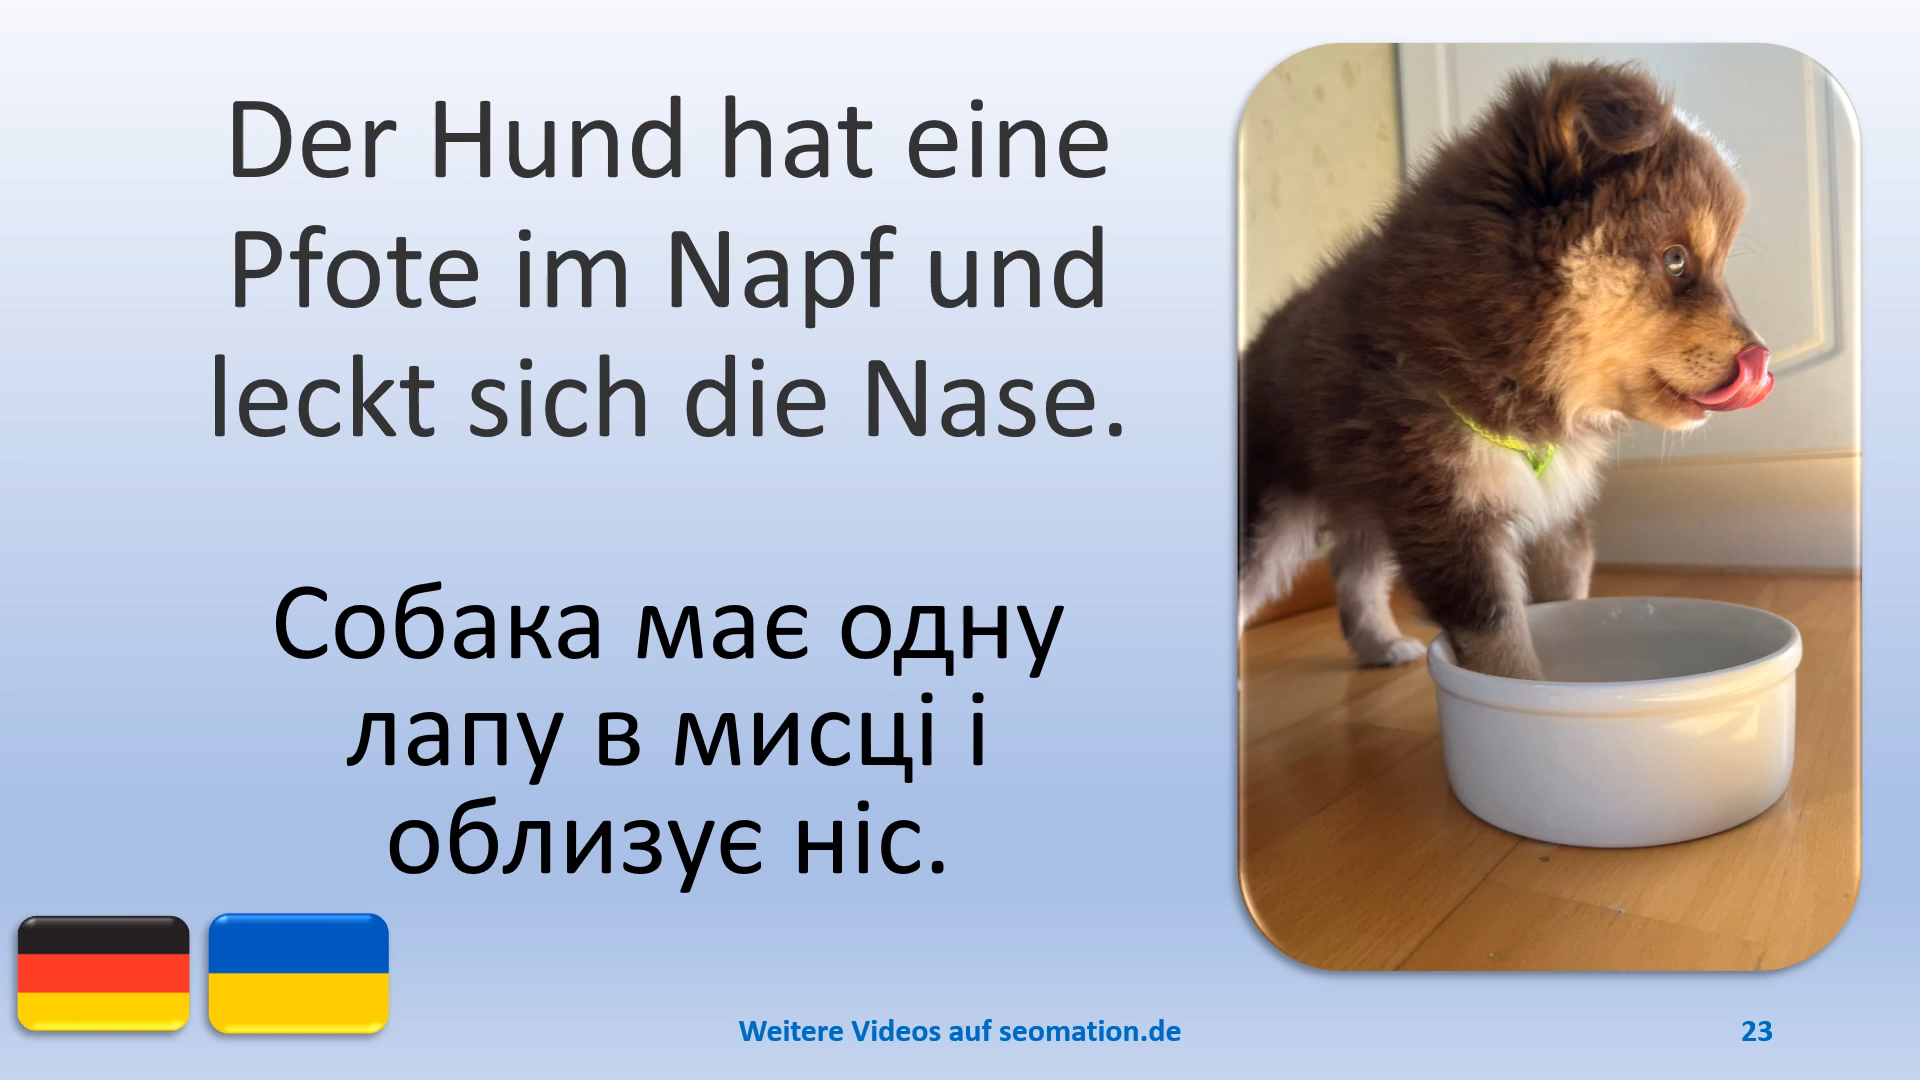 Der Hund hat eine
Pfote im Napf und
leckt sich die Nase.
Собака має одну
лапу в мисці і
облизує ніс.
Weitere Videos auf seomation.de
23